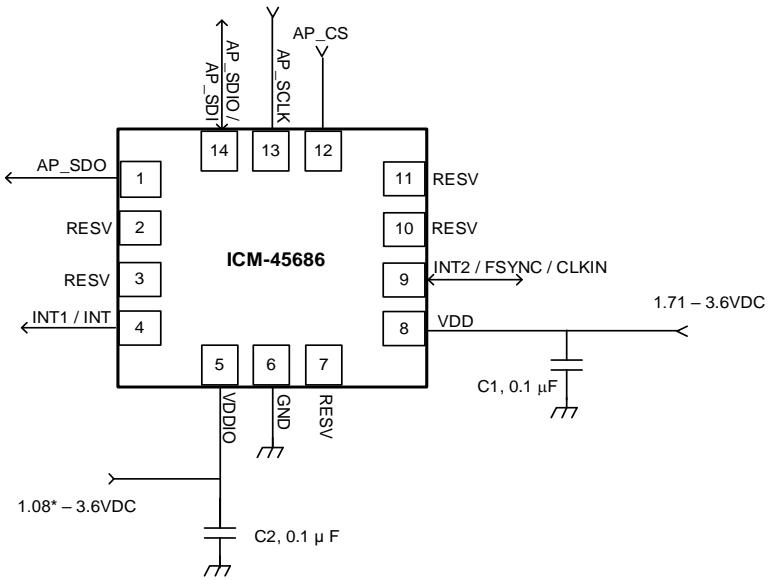 AP_CS
AP_SDIO /
AP_SDI
AP_SCLK
14
13
12
AP_SDO
1
11
RESV
RESV
2
10
RESV
ICM-45686
RESV
3
9
INT2 / FSYNC / CLKIN
INT1 / INT
4
8
VDD
1.71 – 3.6VDC
5
6
7
C1, 0.1 μF
VDDIO
GND
RESV
1.08* – 3.6VDC
C2, 0.1 µ F